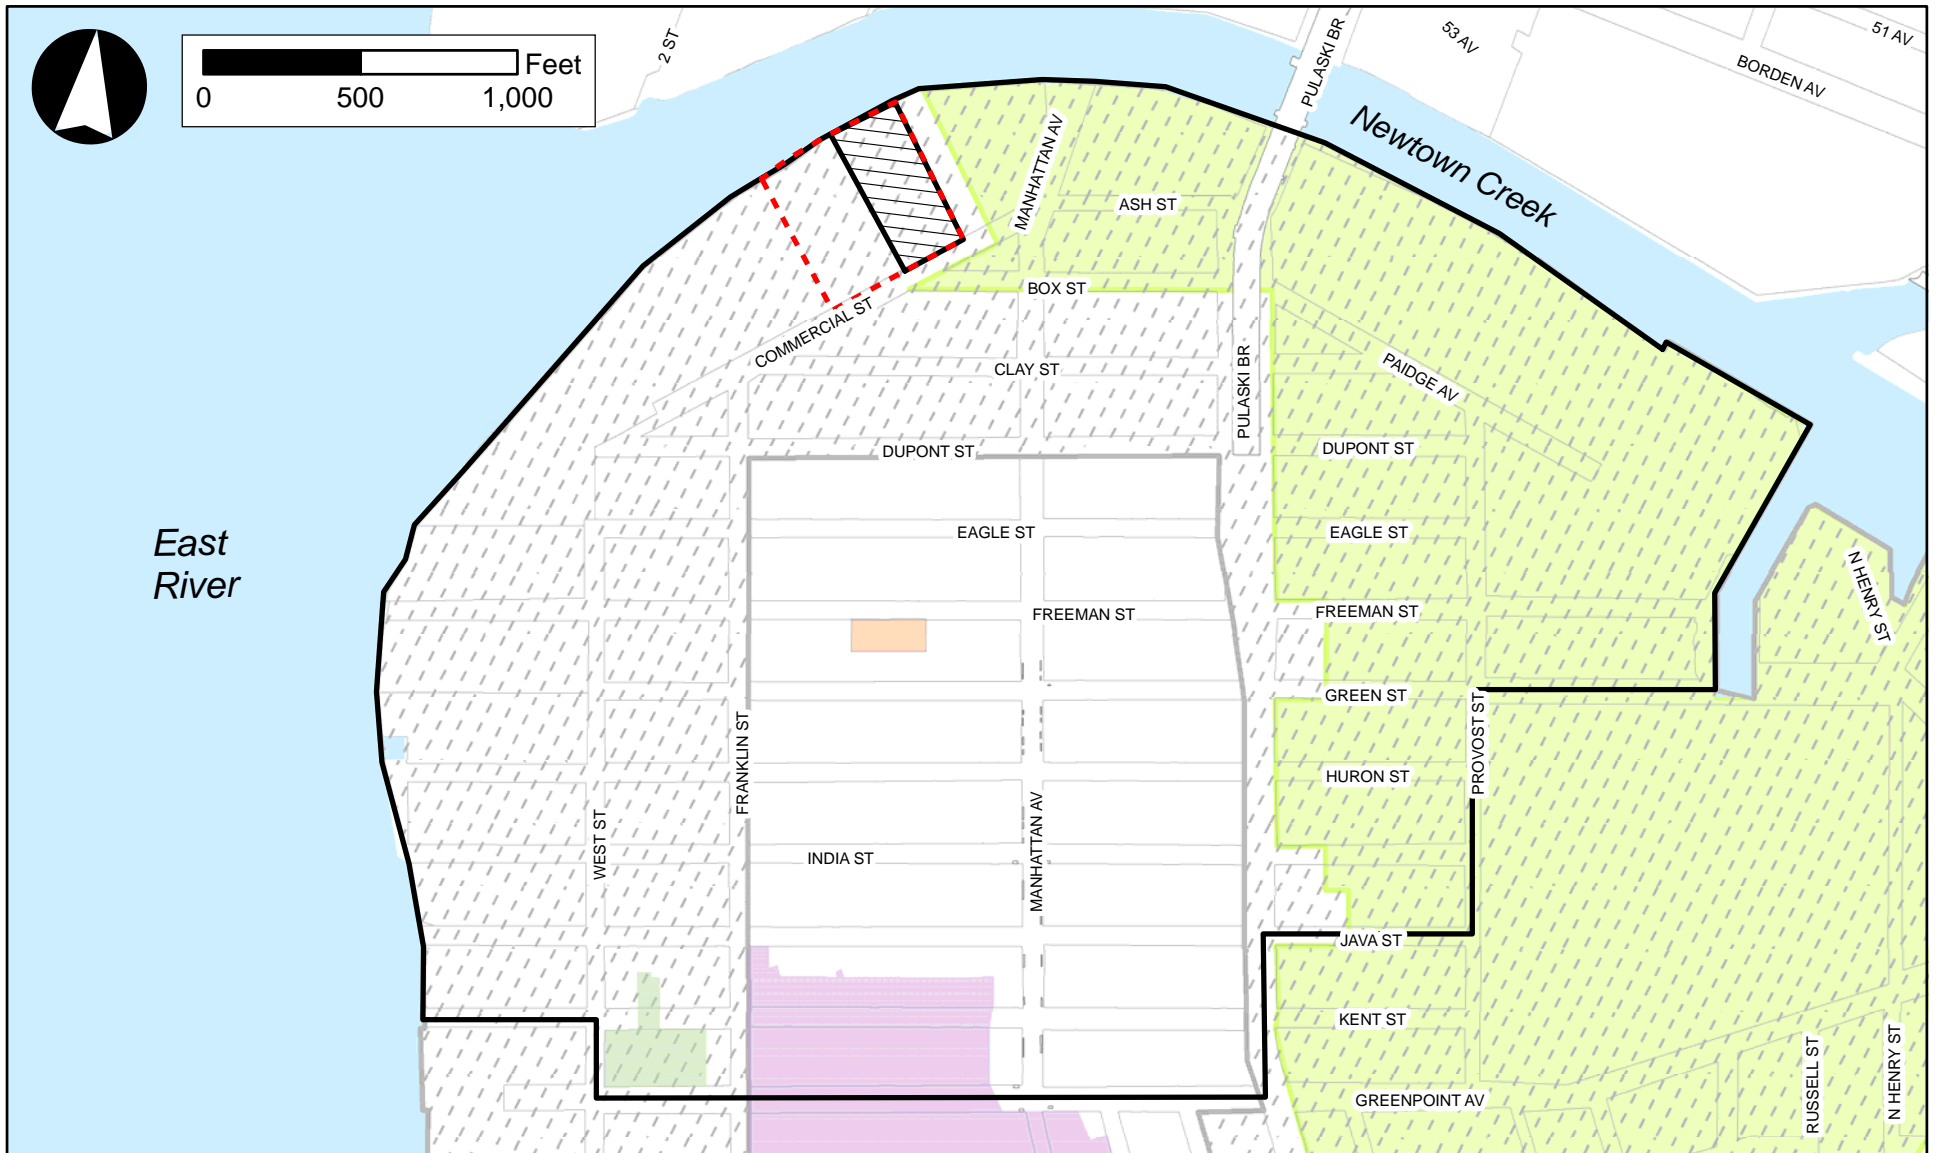 2 ST
PULASKI BR
53 AV
51 AV
BORDEN AV
Feet
0 500 1,000
Newtown Creek
MANHATTAN AV
ASH ST
BOX ST
COMMERCIAL ST
CLAY ST
PULASKI BR
PAIDGE AV
DUPONT ST
DUPONT ST
East
River
EAGLE ST
EAGLE ST
N HENRY ST
FREEMAN ST
FREEMAN ST
GREEN ST
FRANKLIN ST
PROVOST ST
HURON ST
WEST ST
INDIA ST
MANHATTAN AV
JAVA ST
KENT ST
GREENPOINT AV
RUSSELL ST
N HENRY ST